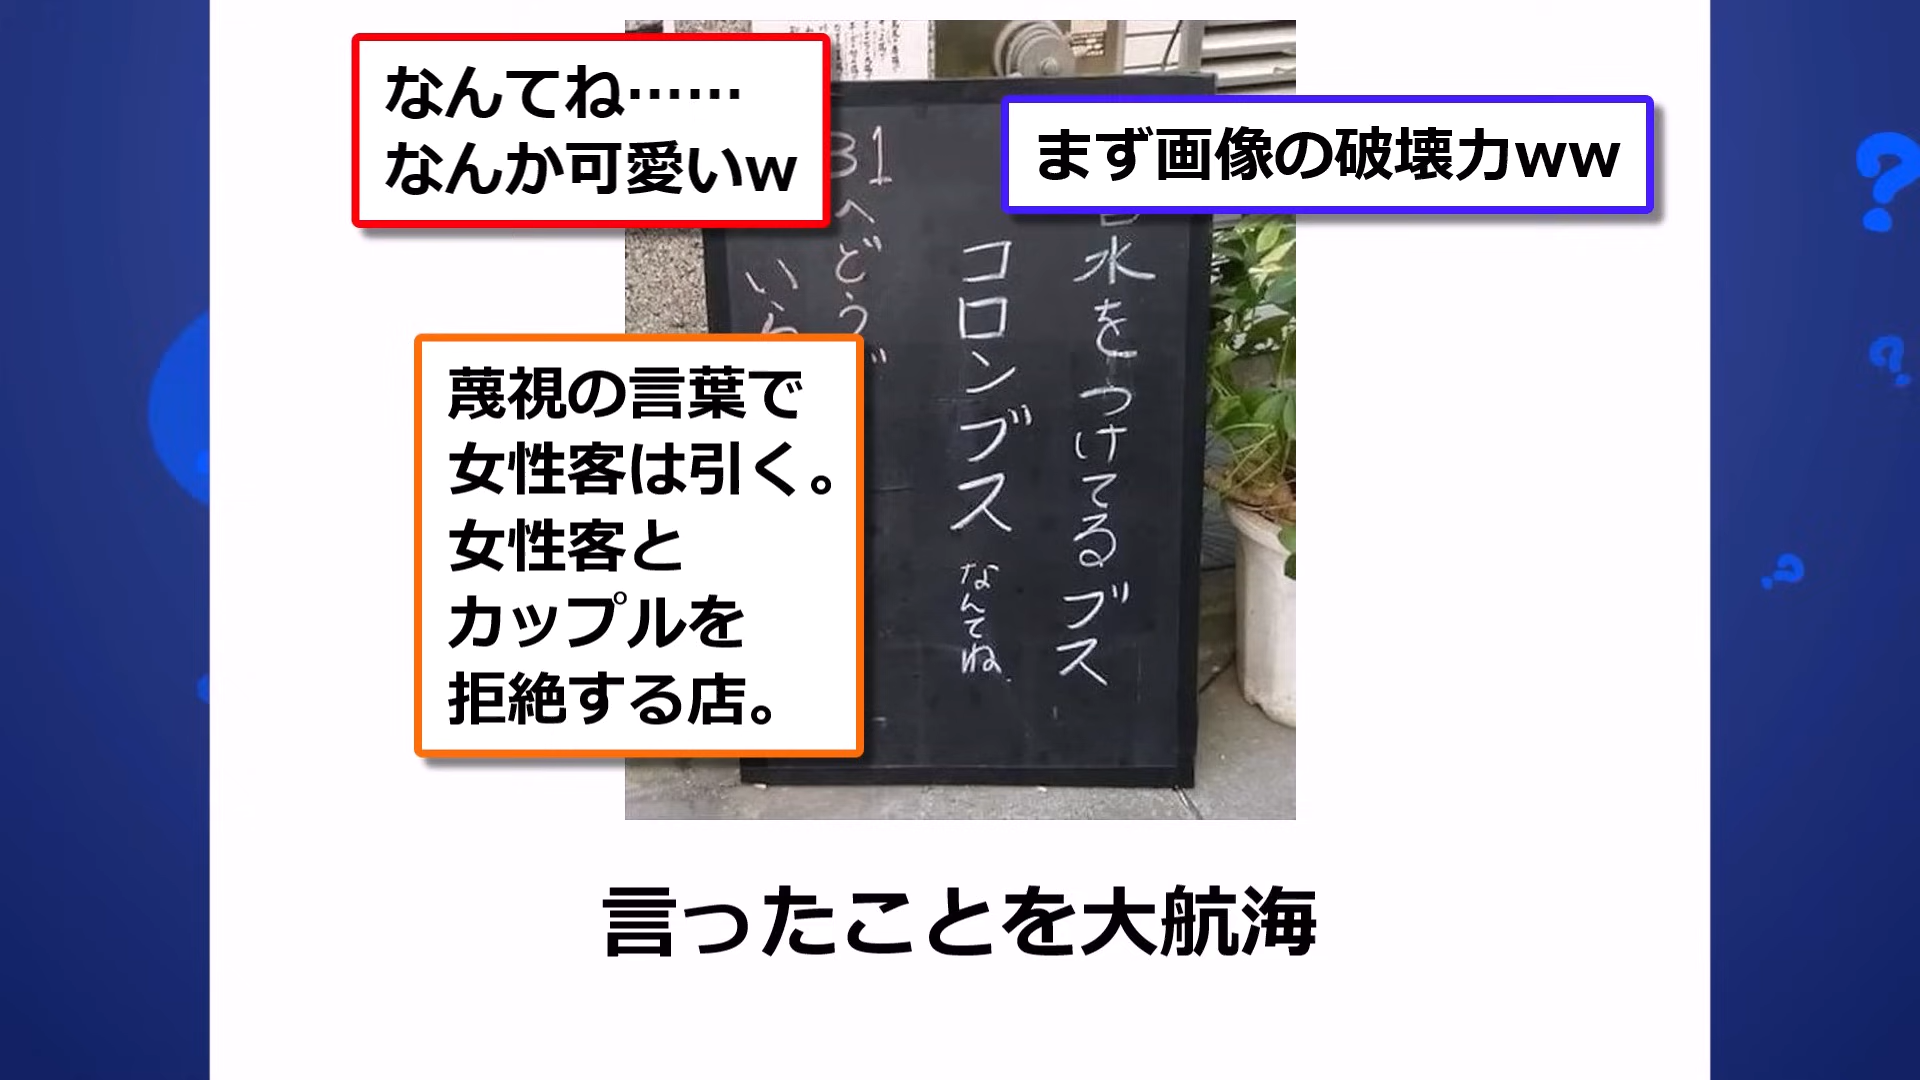 なんてね……
なんか可愛いw
まず画像の破壊力ww
蔑視の言葉で
女性客は引く。
女性客と
カップルを
拒絶する店。
水をつけてるブス
コロンブス なんてね
31
へどうぞ
いら
言ったことを大航海